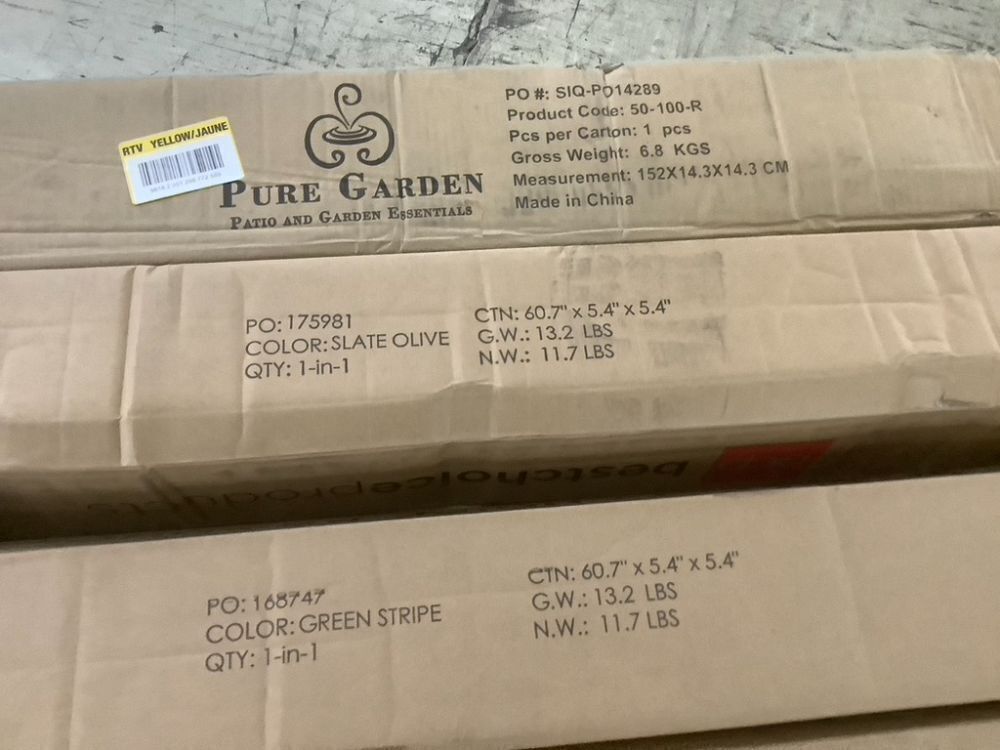 RTV YELLOW/JAUNE
PURE GARDEN
PATIO AND GARDEN ESSENTIALS
PO #: SIQ-PO14289
Product Code: 50-100-R
Pcs per Carton: 1 pcs
Gross Weight: 6.8 KGS
Measurement: 152X14.3X14.3 CM
Made in China
PO: 175981
COLOR: SLATE OLIVE
QTY: 1-in-1
CTN: 60.7" x 5.4" x 5.4"
G.W.: 13.2 LBS
N.W.: 11.7 LBS
bestchoiceproducts
PO: 168747
COLOR: GREEN STRIPE
QTY: 1-in-1
CTN: 60.7" x 5.4" x 5.4"
G.W.: 13.2 LBS
N.W.: 11.7 LBS